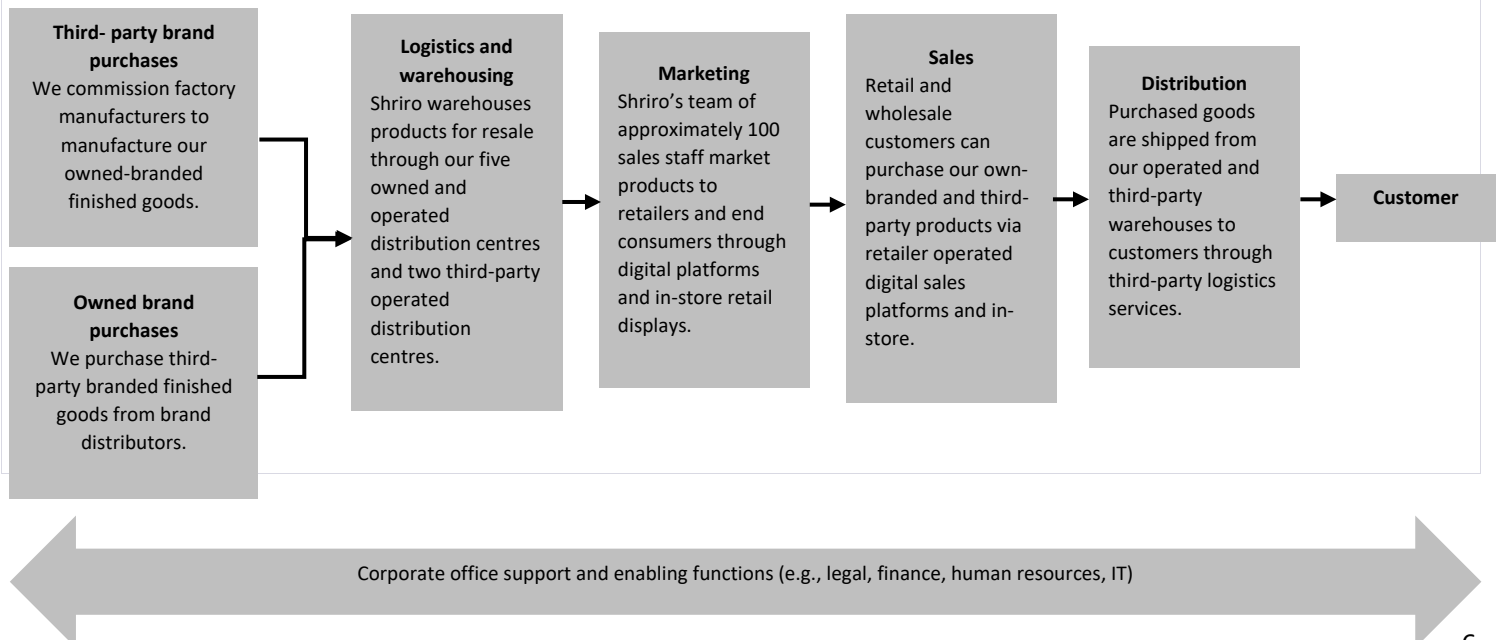 Third- party brand
purchases
We commission factory
manufacturers to
manufacture our
owned-branded
finished goods.
Owned brand
purchases
We purchase third-
party branded finished
goods from brand
distributors.
Logistics and
warehousing
Shriro warehouses
products for resale
through our five
owned and
operated
distribution centres
and two third-party
operated
distribution
centres.
Marketing
Shriro’s team of
approximately 100
sales staff market
products to
retailers and end
consumers through
digital platforms
and in-store retail
displays.
Sales
Retail and
wholesale
customers can
purchase our own-
branded and third-
party products via
retailer operated
digital sales
platforms and in-
store.
Distribution
Purchased goods
are shipped from
our operated and
third-party
warehouses to
customers through
third-party logistics
services.
Customer
Corporate office support and enabling functions (e.g., legal, finance, human resources, IT)